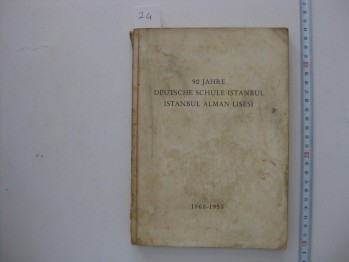 24
90 JAHRE
DEUTSCHE SCHULE ISTANBUL
ISTANBUL ALMAN LISESI
1868-1958